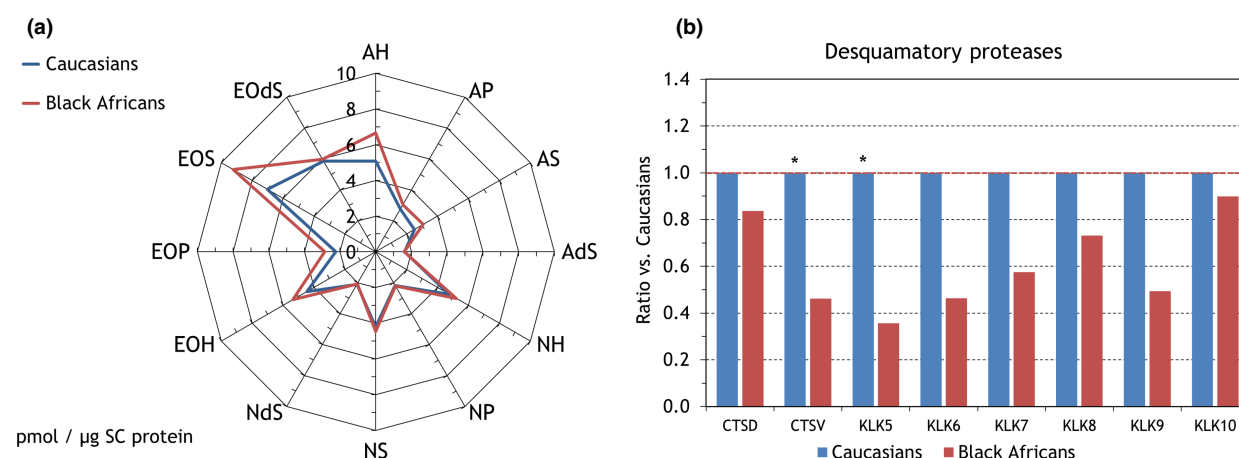 (a)
Caucasians
Black Africans
AH
AP
AS
AdS
NH
NP
NS
NdS
EOH
EOP
EOS
EOdS
10
8
6
4
2
0
pmol / µg SC protein
(b)
Desquamatory proteases
Ratio vs. Caucasians
1.4
1.2
1.0
0.8
0.6
0.4
0.2
0.0
* *
CTSD CTSV KLK5 KLK6 KLK7 KLK8 KLK9 KLK10
Caucasians Black Africans